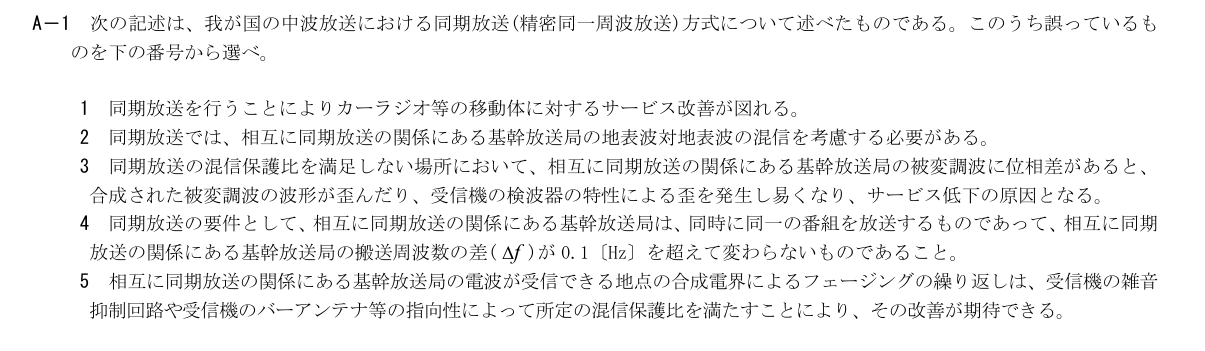 A－1 次の記述は、我が国の中波放送における同期放送(精密同一周波放送)方式について述べたものである。このうち誤っているも
のを下の番号から選べ。
1 同期放送を行うことによりカーラジオ等の移動体に対するサービス改善が図れる。
2 同期放送では、相互に同期放送の関係にある基幹放送局の地表波対地表波の混信を考慮する必要がある。
3 同期放送の混信保護比を満足しない場所において、相互に同期放送の関係にある基幹放送局の被変調波に位相差があると、
合成された被変調波の波形が歪んだり、受信機の検波器の特性による歪を発生し易くなり、サービス低下の原因となる。
4 同期放送の要件として、相互に同期放送の関係にある基幹放送局は、同時に同一の番組を放送するものであって、相互に同期
放送の関係にある基幹放送局の搬送周波数の差(Δf)が 0.1〔Hz〕を超えて変わらないものであること。
5 相互に同期放送の関係にある基幹放送局の電波が受信できる地点の合成電界によるフェージングの繰り返しは、受信機の雑音
抑制回路や受信機のバーアンテナ等の指向性によって所定の混信保護比を満たすことにより、その改善が期待できる。